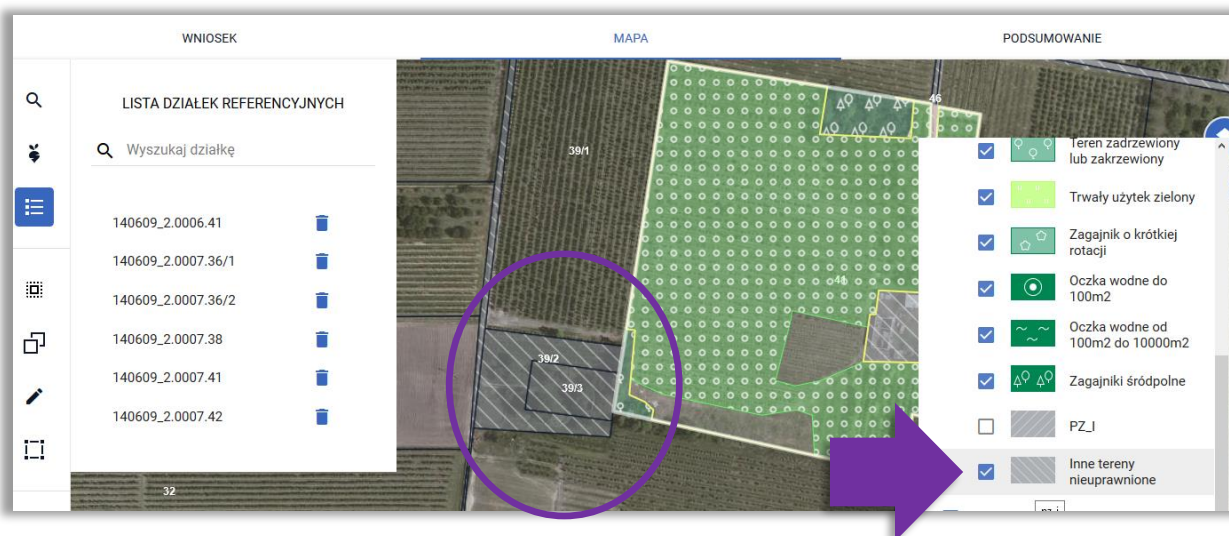 WNIOSEK
MAPA
PODSUMOWANIE
LISTA DZIAŁEK REFERENCYJNYCH
Wyszukaj działkę
140609_2.0006.41
140609_2.0007.36/1
140609_2.0007.36/2
140609_2.0007.38
140609_2.0007.41
140609_2.0007.42
46
39/1
41
39/2
39/3
32
Teren zadrzewiony
lub zakrzewiony
Trwały użytek zielony
Zagajnik o krótkiej
rotacji
Oczka wodne do
100m2
Oczka wodne od
100m2 do 10000m2
Zagajniki śródpolne
PZ_I
Inne tereny
nieuprawnione